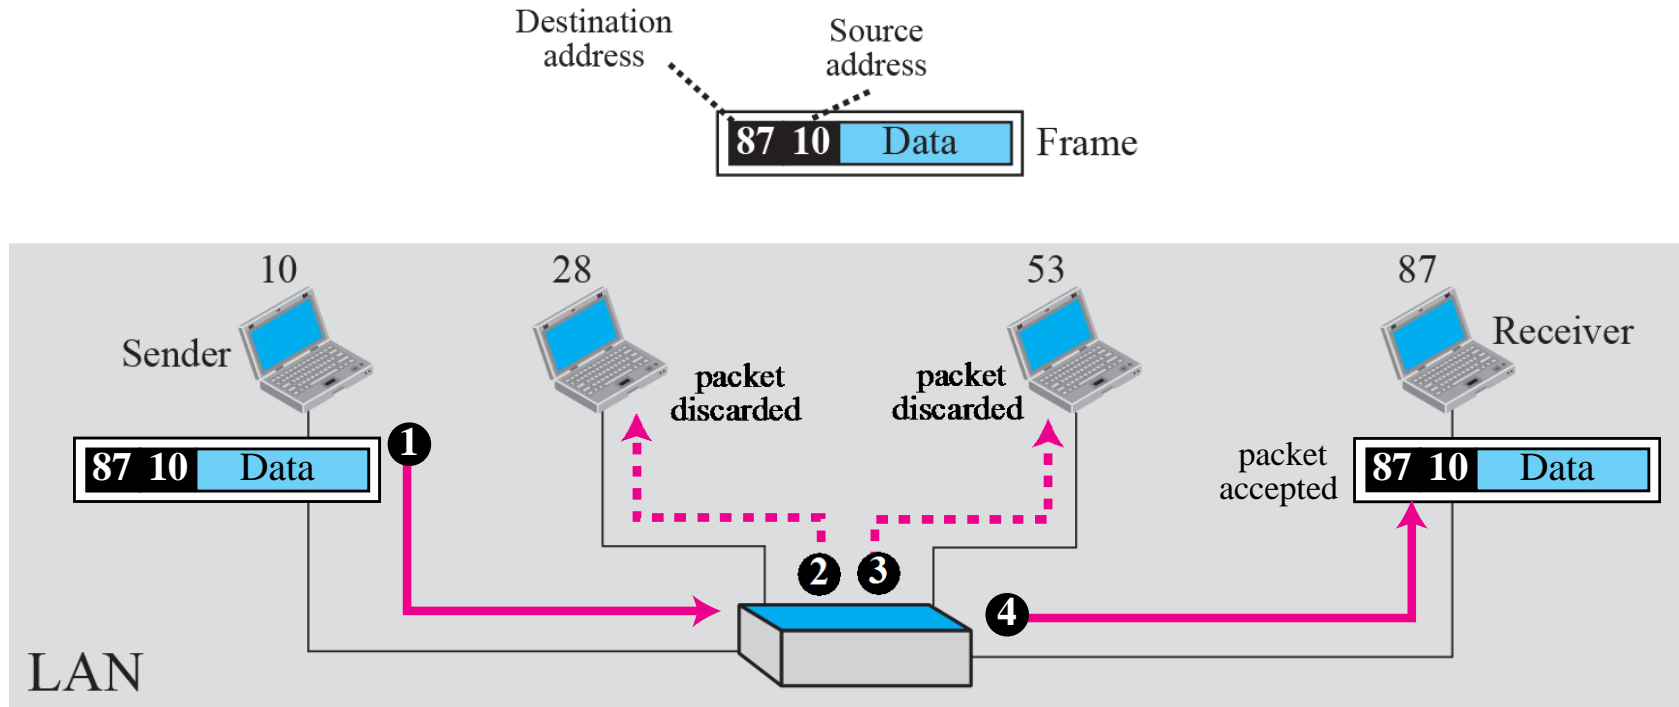 Destination
address
Source
address
87 10 Data
Frame
10
28
53
87
Sender
Receiver
packet
discarded
packet
discarded
1
87 10 Data
packet
accepted
87 10 Data
2
3
4
LAN